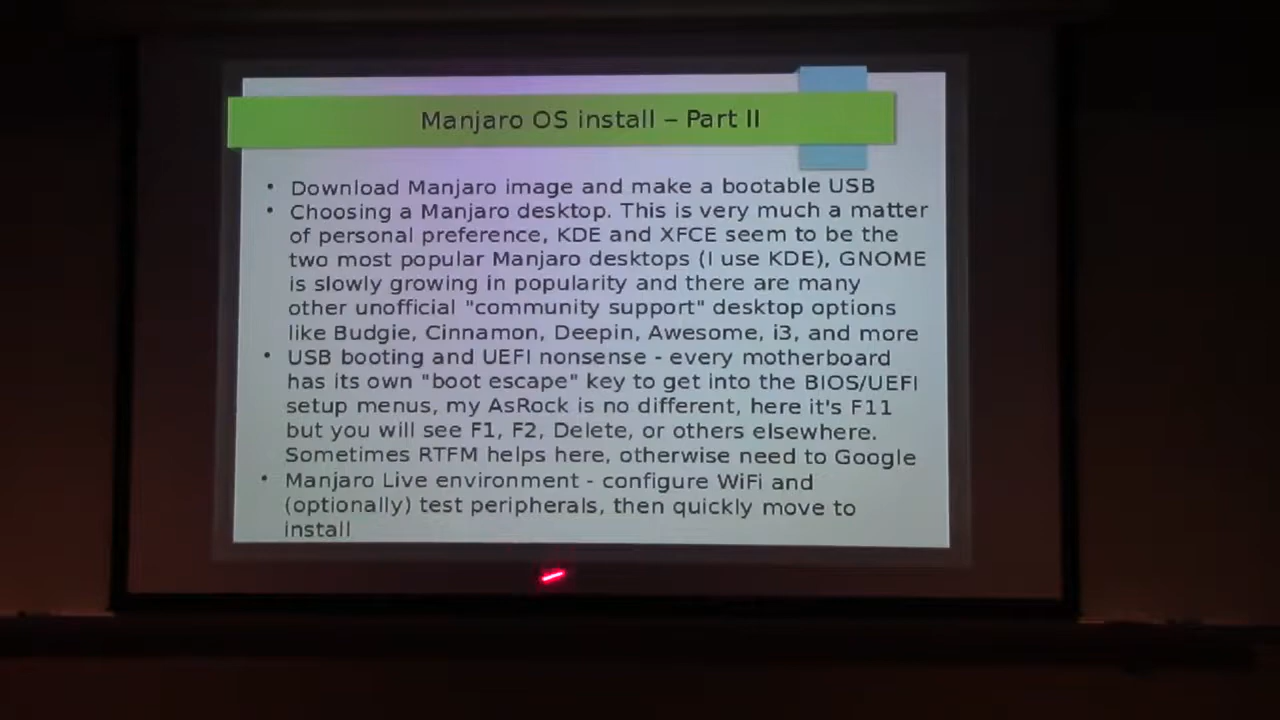 Manjaro OS install – Part II
• Download Manjaro image and make a bootable USB
• Choosing a Manjaro desktop. This is very much a matter
of personal preference, KDE and XFCE seem to be the
two most popular Manjaro desktops (I use KDE), GNOME
is slowly growing in popularity and there are many
other unofficial "community support" desktop options
like Budgie, Cinnamon, Deepin, Awesome, i3, and more
• USB booting and UEFI nonsense - every motherboard
has its own "boot escape" key to get into the BIOS/UEFI
setup menus, my AsRock is no different, here it's F11
but you will see F1, F2, Delete, or others elsewhere.
Sometimes RTFM helps here, otherwise need to Google
• Manjaro Live environment - configure WiFi and
(optionally) test peripherals, then quickly move to
install